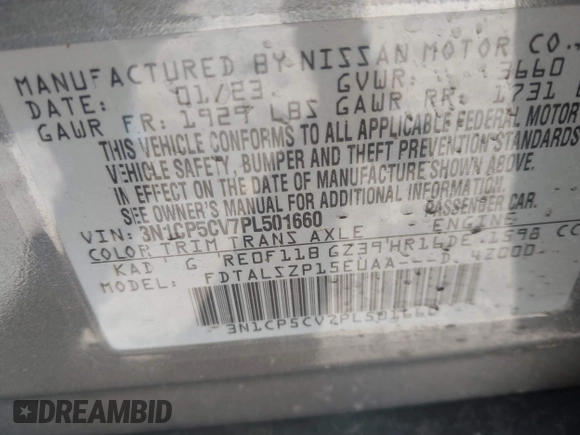 MANUFACTURED BY NISSAN MOTOR CO.,
DATE: 01/23 GVWR: 3660
GAWR FR: 1929 LBS GAWR RR: 1731
THIS VEHICLE CONFORMS TO ALL APPLICABLE FEDERAL MOTOR
VEHICLE SAFETY, BUMPER AND THEFT PREVENTION STANDARDS
IN EFFECT ON THE DATE OF MANUFACTURE SHOWN ABOVE.
SEE OWNER'S MANUAL FOR ADDITIONAL INFORMATION.
VIN: 3N1CP5CV7PL501660 PASSENGER CAR.
COLOR TRIM TRANS AXLE ENGINE
KAD G RE0F11B GZ39 HR16DE 1598 CC
FDTALSZP15EUAA---D 4Z000
3N1CP5CV7PL501660
DREAMBID